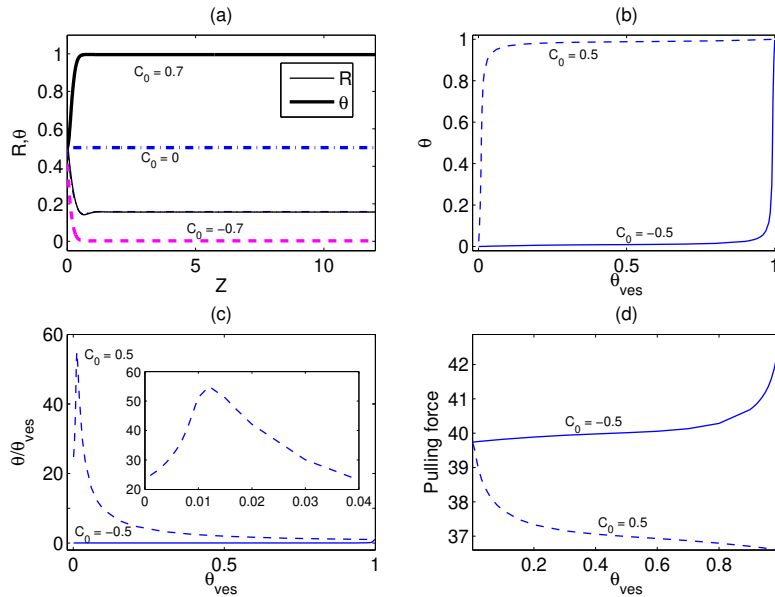 (a)
1
0.8
0.6
0.4
0.2
0
R,θ
C0 = 0.7
R
θ
C0 = 0
C0 = −0.7
0 5 10
Z
(b)
1
0.8
0.6
0.4
0.2
0
θ
C0 = 0.5
C0 = −0.5
0 0.5 1
θves
(c)
60
40
20
0
θ/θves
C0 = 0.5
60
50
40
30
20
0 0.01 0.02 0.03 0.04
C0 = −0.5
0 0.5 1
θves
(d)
42
41
40
39
38
37
Pulling force
C0 = −0.5
C0 = 0.5
0.2 0.4 0.6 0.8
θves